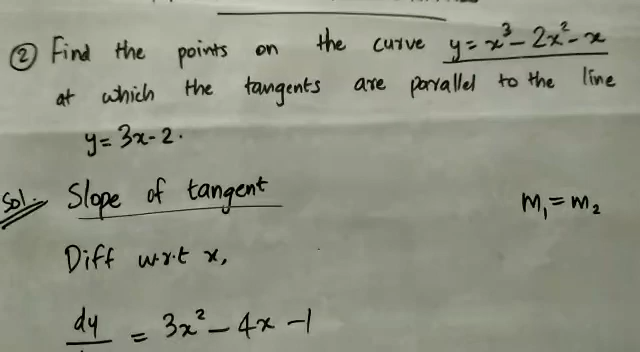 ② Find the points on the curve y = x³ - 2x² - x
at which the tangents are parallel to the line
y = 3x - 2.
Sol. Slope of tangent m₁ = m₂
Diff w.r.t x,
dy = 3x² - 4x - 1